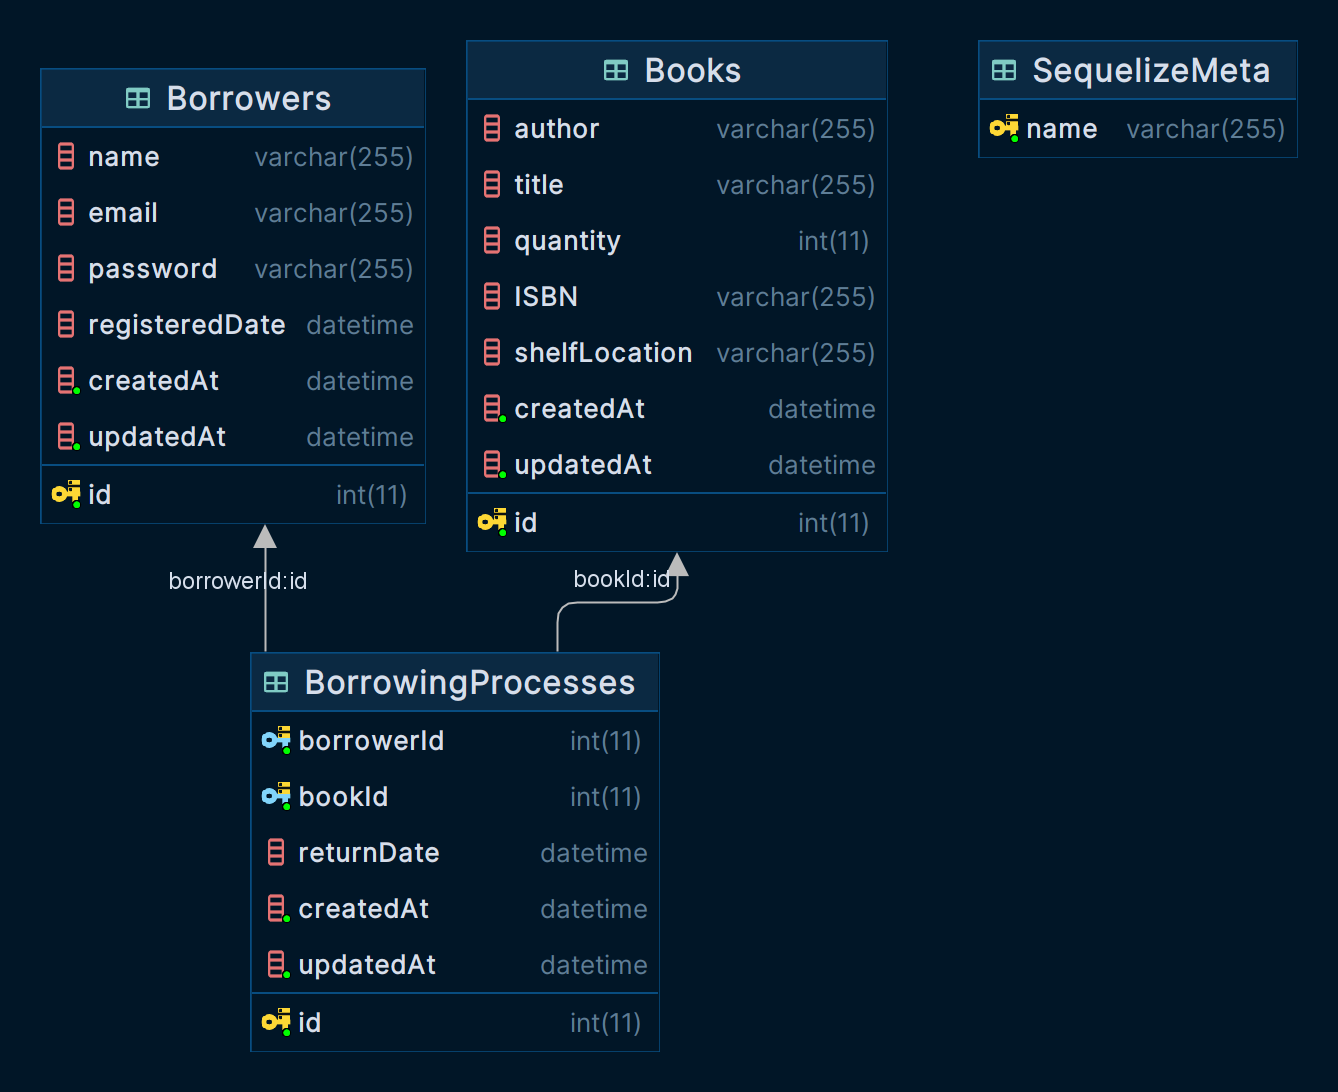 Borrowers
name varchar(255)
email varchar(255)
password varchar(255)
registeredDate datetime
createdAt datetime
updatedAt datetime
id int(11)
Books
author varchar(255)
title varchar(255)
quantity int(11)
ISBN varchar(255)
shelfLocation varchar(255)
createdAt datetime
updatedAt datetime
id int(11)
SequelizeMeta
name varchar(255)
borrowerId:id
bookId:id
BorrowingProcesses
borrowerId int(11)
bookId int(11)
returnDate datetime
createdAt datetime
updatedAt datetime
id int(11)